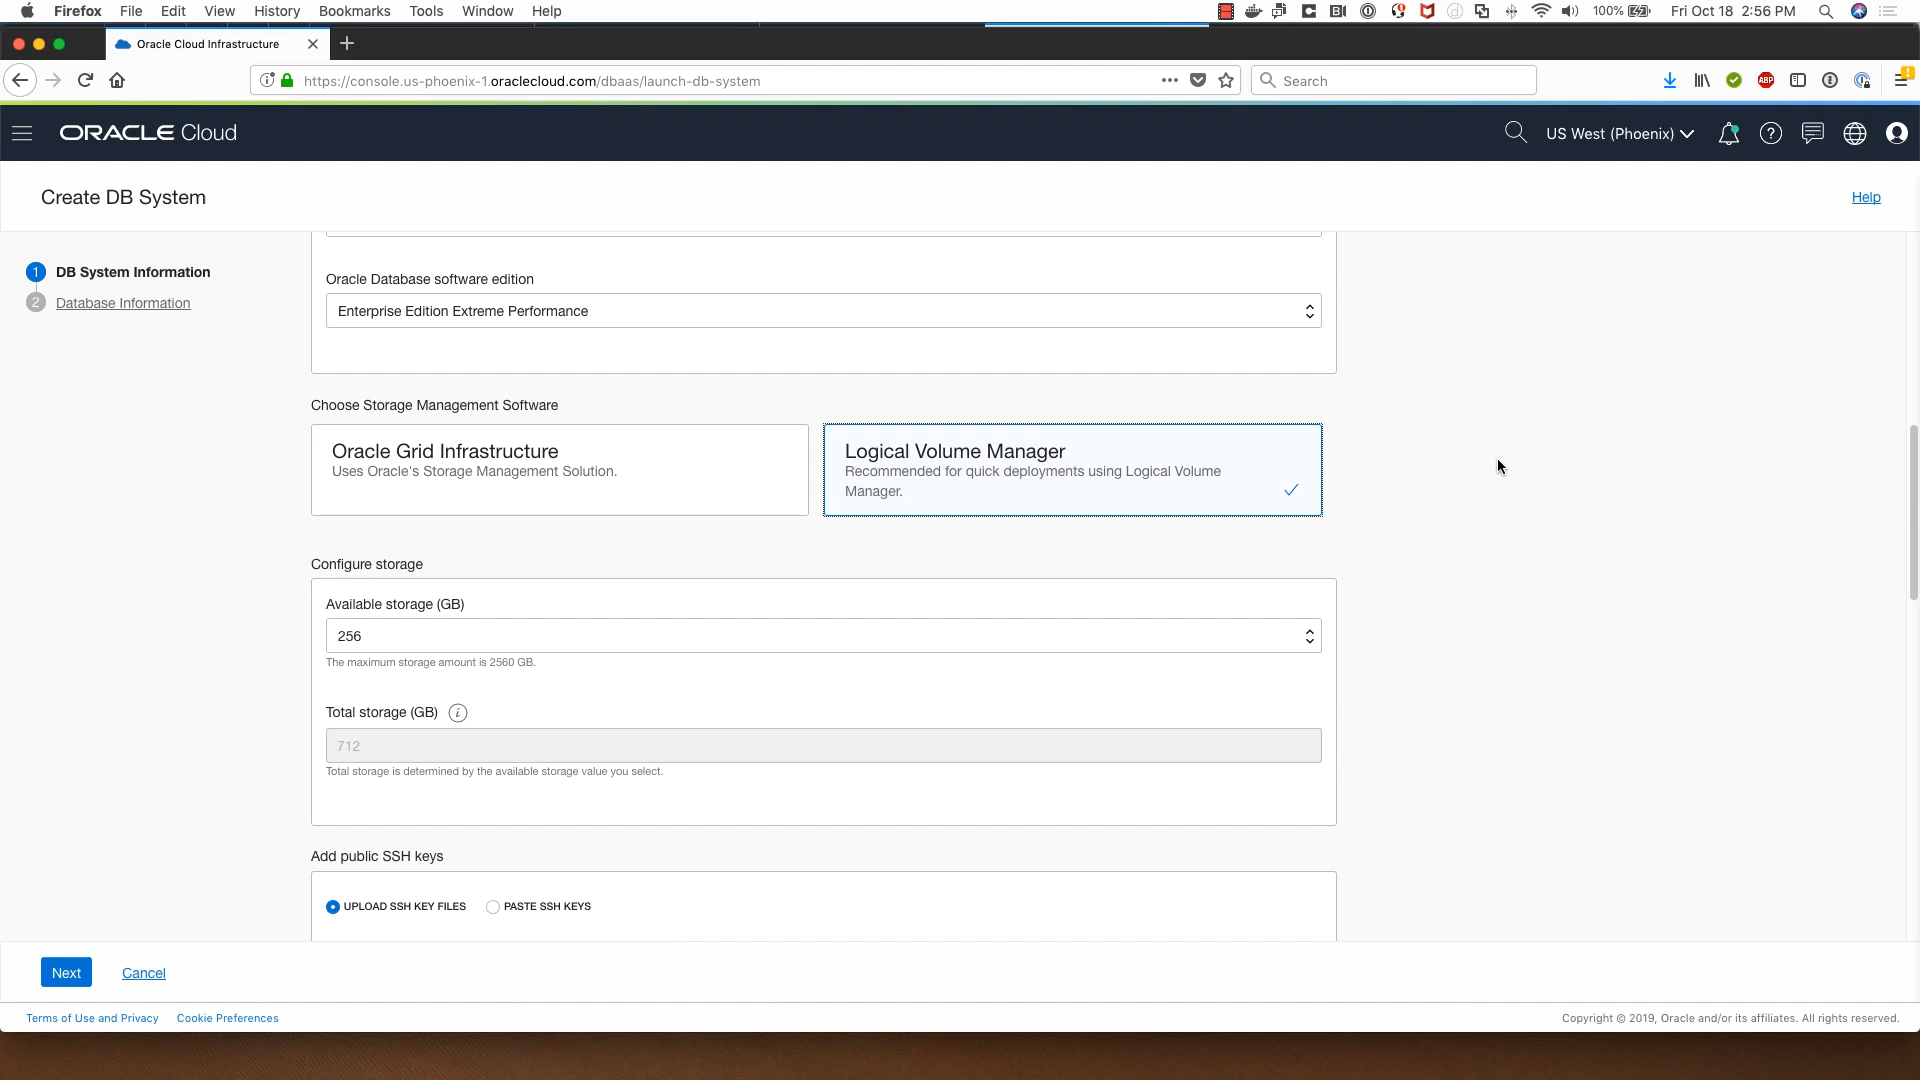 Firefox File Edit View History Bookmarks Tools Window Help 100% Fri Oct 18 2:56 PM
Oracle Cloud Infrastructure
https://console.us-phoenix-1.oraclecloud.com/dbaas/launch-db-system
Search
ABP
ORACLE Cloud
US West (Phoenix)
Create DB System
Help
1 DB System Information
2 Database Information
Oracle Database software edition
Enterprise Edition Extreme Performance
Choose Storage Management Software
Oracle Grid Infrastructure
Uses Oracle's Storage Management Solution.
Logical Volume Manager
Recommended for quick deployments using Logical Volume
Manager.
Configure storage
Available storage (GB)
256
The maximum storage amount is 2560 GB.
Total storage (GB)
712
Total storage is determined by the available storage value you select.
Add public SSH keys
UPLOAD SSH KEY FILES PASTE SSH KEYS
Next Cancel
Terms of Use and Privacy Cookie Preferences
Copyright © 2019, Oracle and/or its affiliates. All rights reserved.